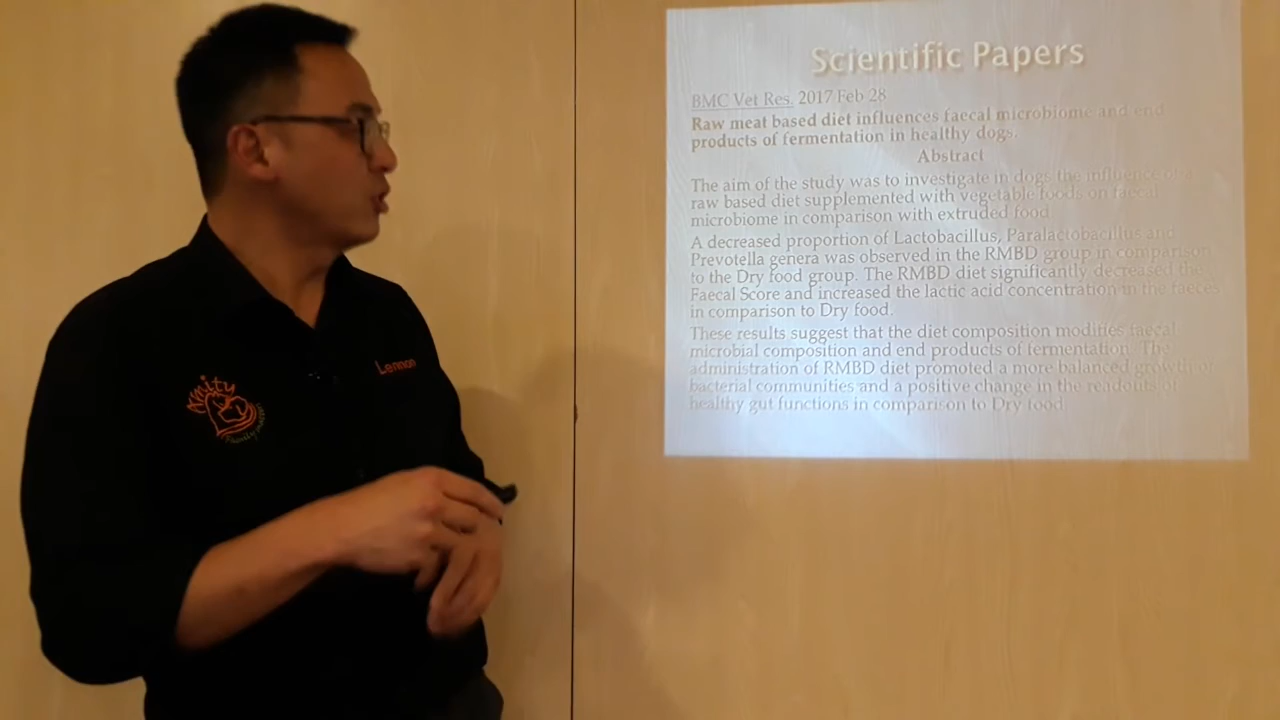 Scientific Papers
BMC Vet Res. 2017 Feb 28
Raw meat based diet influences faecal microbiome and end
products of fermentation in healthy dogs.
Abstract
The aim of the study was to investigate in dogs the influence of a
raw based diet supplemented with vegetable foods on faecal
microbiome in comparison with extruded food
A decreased proportion of Lactobacillus, Paralactobacillus and
Prevotella genera was observed in the RMBD group in comparison
to the Dry food group. The RMBD diet significantly decreased the
Faecal Score and increased the lactic acid concentration in the faeces
in comparison to Dry food.
These results suggest that the diet composition modifies faecal
microbial composition and end products of fermentation. The
administration of RMBD diet promoted a more balanced growth of
bacterial communities and a positive change in the readouts of
healthy gut functions in comparison to Dry food
Lennon
Affinity